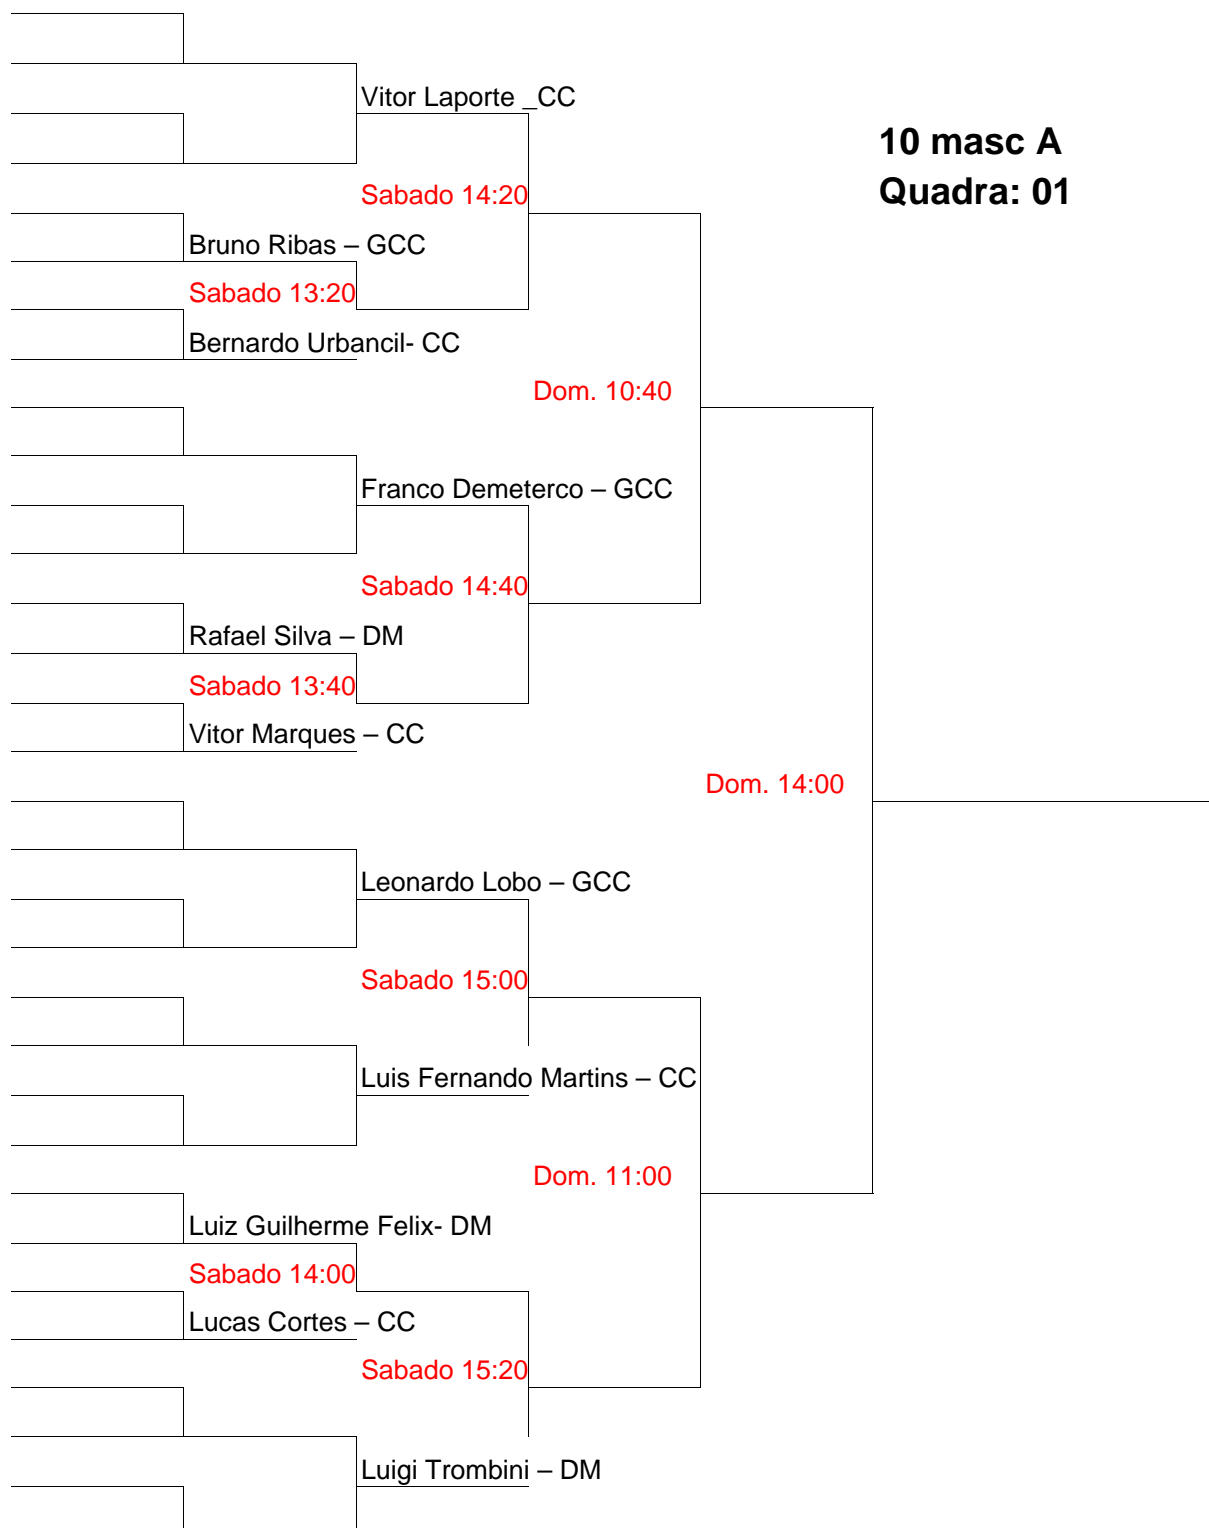 Vitor Laporte _CC
10 masc A
Quadra: 01
Sabado 14:20
Bruno Ribas – GCC
Sabado 13:20
Bernardo Urbancil- CC
Dom. 10:40
Franco Demeterco – GCC
Sabado 14:40
Rafael Silva – DM
Sabado 13:40
Vitor Marques – CC
Dom. 14:00
Leonardo Lobo – GCC
Sabado 15:00
Luis Fernando Martins – CC
Dom. 11:00
Luiz Guilherme Felix- DM
Sabado 14:00
Lucas Cortes – CC
Sabado 15:20
Luigi Trombini – DM